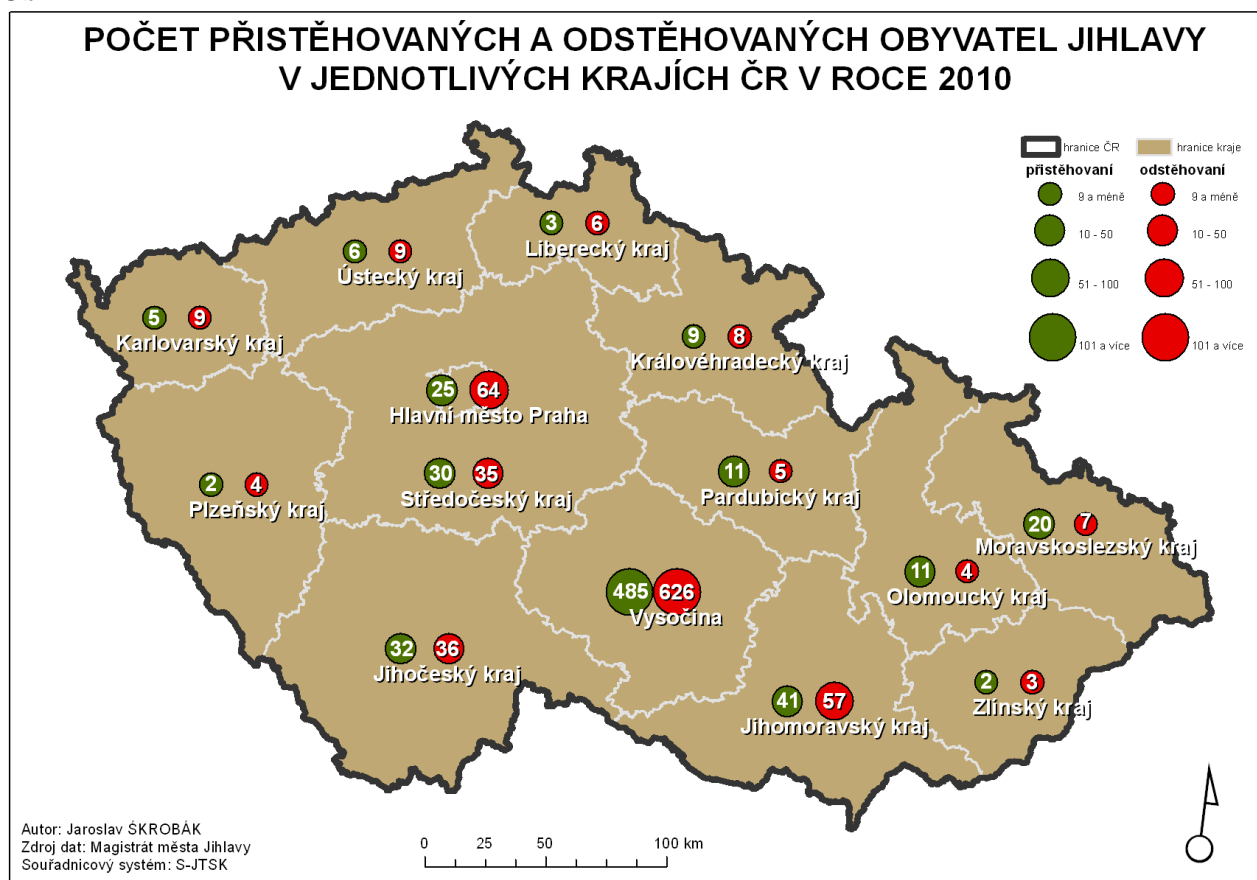 POČET PŘISTĚHOVANÝCH A ODSTĚHOVANÝCH OBYVATEL JIHLAVY
V JEDNOTLIVÝCH KRAJÍCH ČR V ROCE 2010
hranice ČR hranice kraje
přistěhovaní odstěhovaní
9 a méně 9 a méně
10 - 50 10 - 50
51 - 100 51 - 100
101 a více 101 a více
3 6
Liberecký kraj
6 9
Ústecký kraj
5 9
Karlovarský kraj
9 8
Královéhradecký kraj
25 64
Hlavní město Praha
30 35
Středočeský kraj
11 5
Pardubický kraj
2 4
Plzeňský kraj
20 7
Moravskoslezský kraj
11 4
Olomoucký kraj
485 626
Vysočina
32 36
Jihočeský kraj
2 3
Zlínský kraj
41 57
Jihomoravský kraj
Autor: Jaroslav ŠKROBÁK
Zdroj dat: Magistrát města Jihlavy
Souřadnicový systém: S-JTSK
0 25 50 100 km